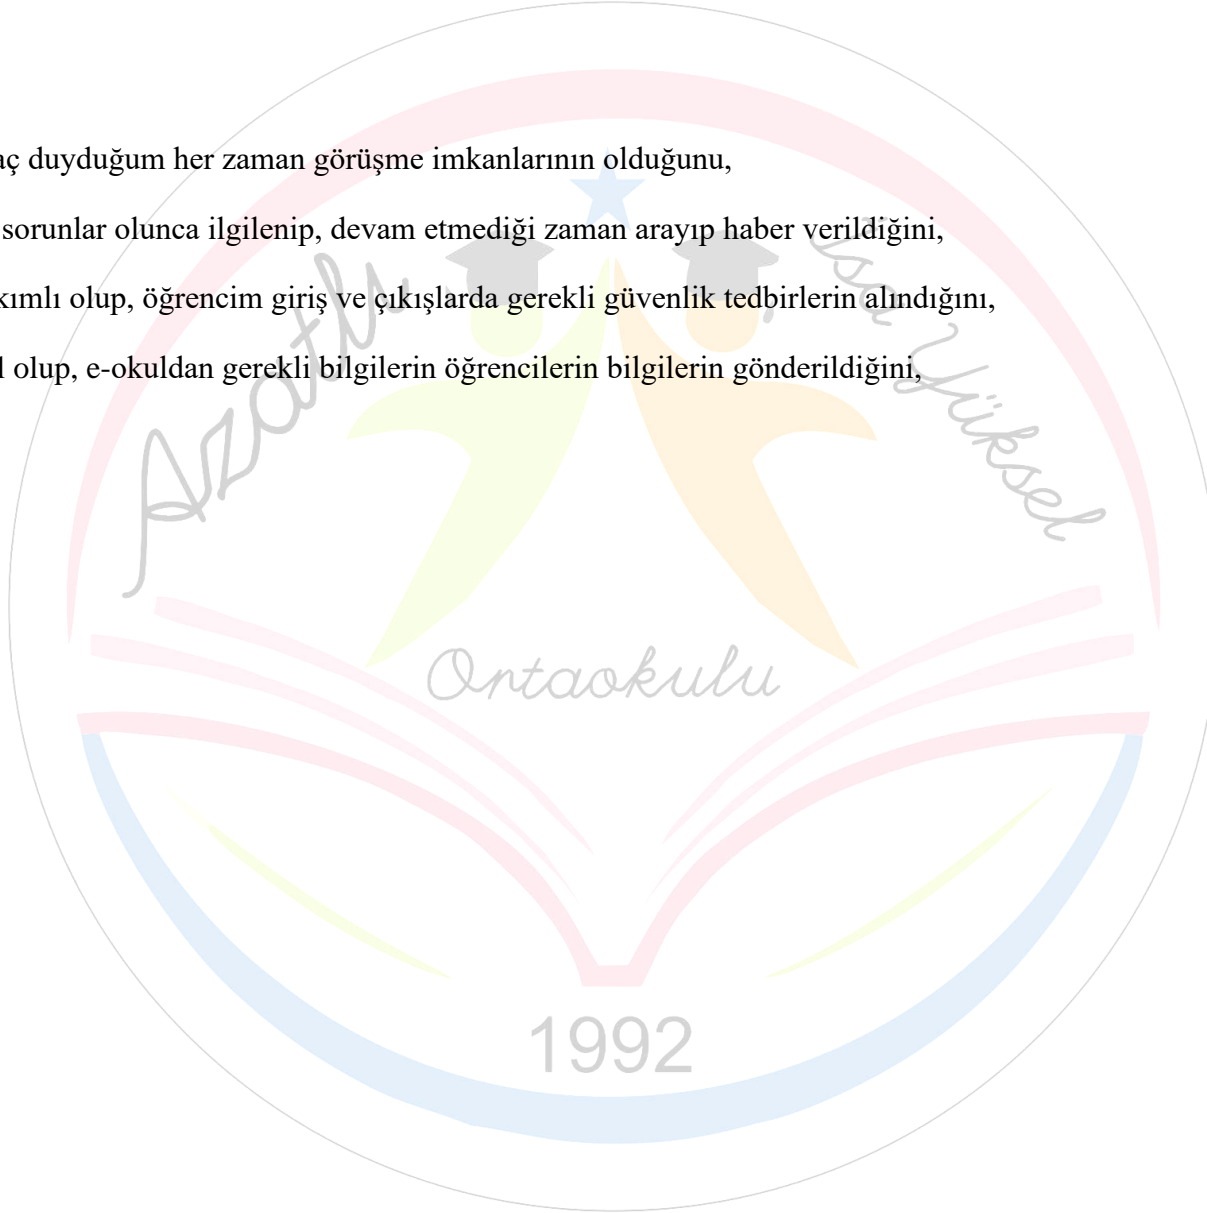 aç duyduğum her zaman görüşme imkanlarının olduğunu,
sorunlar olunca ilgilenip, devam etmediği zaman arayıp haber verildiğini,
kımlı olup, öğrencim giriş ve çıkışlarda gerekli güvenlik tedbirlerin alındığını,
l olup, e-okuldan gerekli bilgilerin öğrencilerin bilgilerin gönderildiğini,
Azatlı İsa Yüksel
Ortaokulu
1992